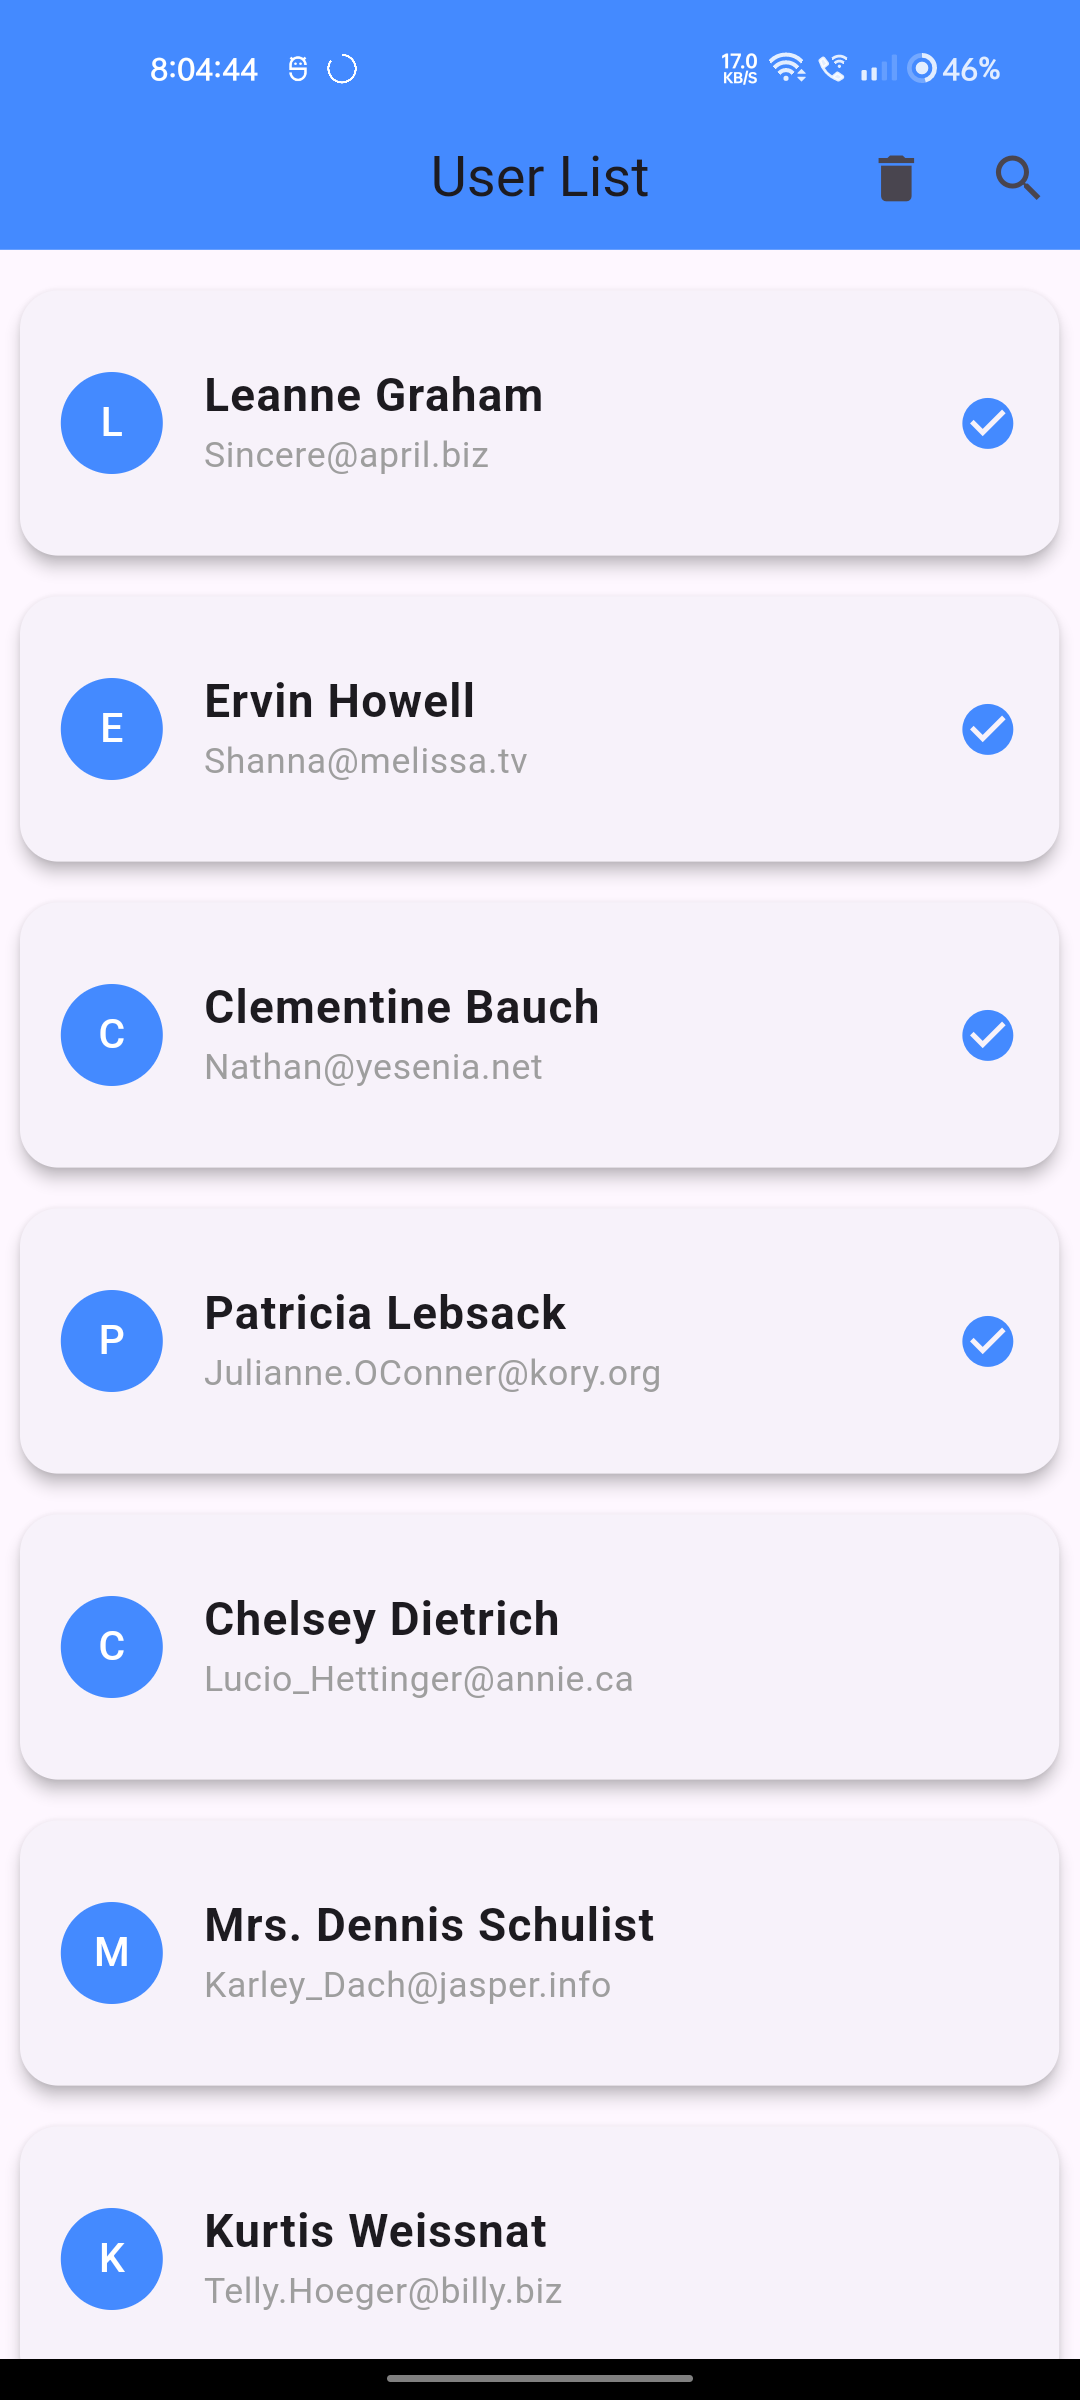 8:04:44 17.0 KB/S 46%
User List
L
Leanne Graham
Sincere@april.biz
E
Ervin Howell
Shanna@melissa.tv
C
Clementine Bauch
Nathan@yesenia.net
P
Patricia Lebsack
Julianne.OConner@kory.org
C
Chelsey Dietrich
Lucio_Hettinger@annie.ca
M
Mrs. Dennis Schulist
Karley_Dach@jasper.info
K
Kurtis Weissnat
Telly.Hoeger@billy.biz